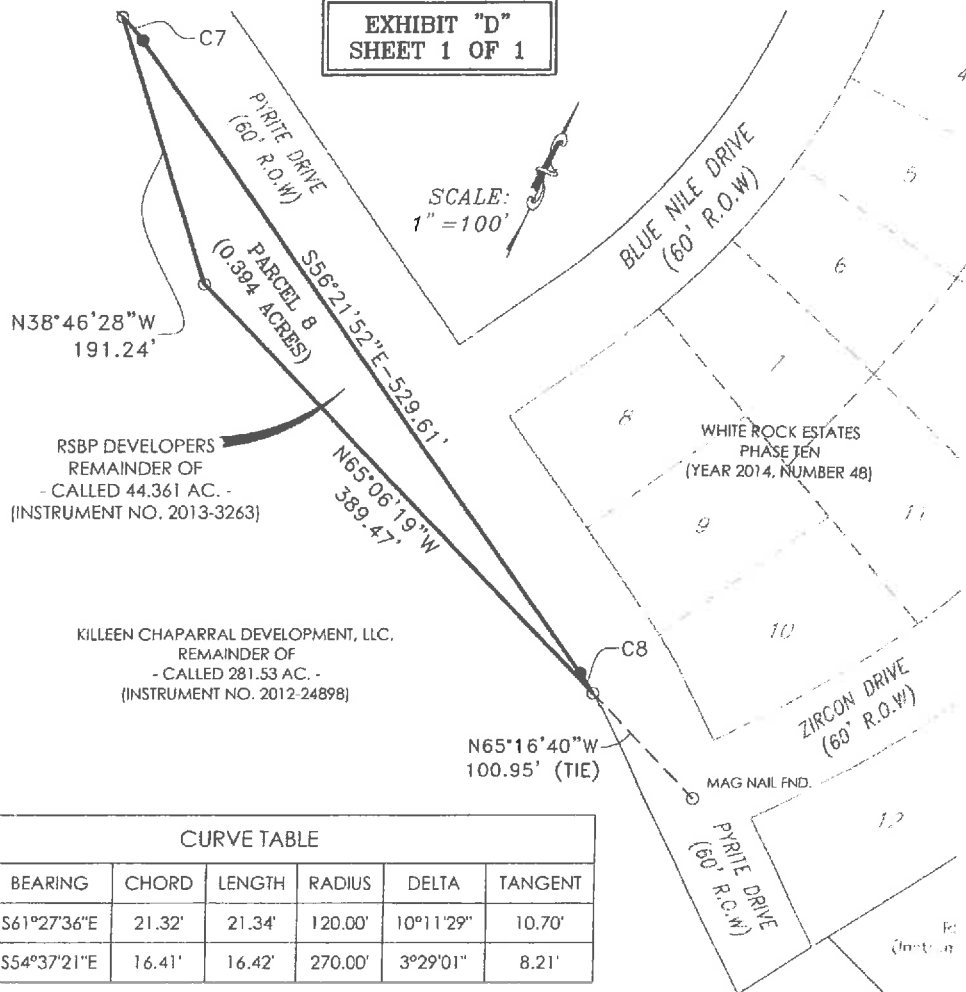 EXHIBIT "D"
SHEET 1 OF 1
C7
PYRITE DRIVE
(60' R.O.W)
SCALE:
1"=100'
BLUE NILE DRIVE
(60' R.O.W)
4
5
6
7
8
9
10
11
12
PARCEL 8
(0.394 ACRES)
S56°21'52"E-529.61'
N38°46'28"W
191.24'
RSBP DEVELOPERS
REMAINDER OF
- CALLED 44.361 AC. -
(INSTRUMENT NO. 2013-3263)
N65°06'19"W
389.47'
WHITE ROCK ESTATES
PHASE TEN
(YEAR 2014, NUMBER 48)
KILLEEN CHAPARRAL DEVELOPMENT, LLC.
REMAINDER OF
- CALLED 281.53 AC. -
(INSTRUMENT NO. 2012-24898)
C8
ZIRCON DRIVE
(60' R.O.W)
N65°16'40"W
100.95' (TIE)
MAG NAIL FND.
PYRITE DRIVE
(60' R.O.W)
CURVE TABLE
BEARING CHORD LENGTH RADIUS DELTA TANGENT
S61°27'36"E 21.32' 21.34' 120.00' 10°11'29" 10.70'
S54°37'21"E 16.41' 16.42' 270.00' 3°29'01" 8.21'